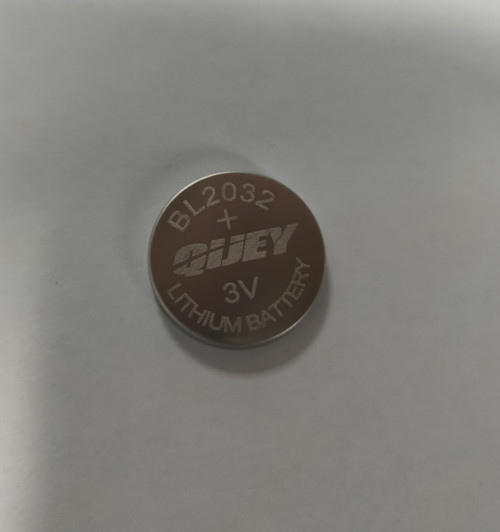 BL2032
+
QIJEY
3V
LITHIUM BATTERY